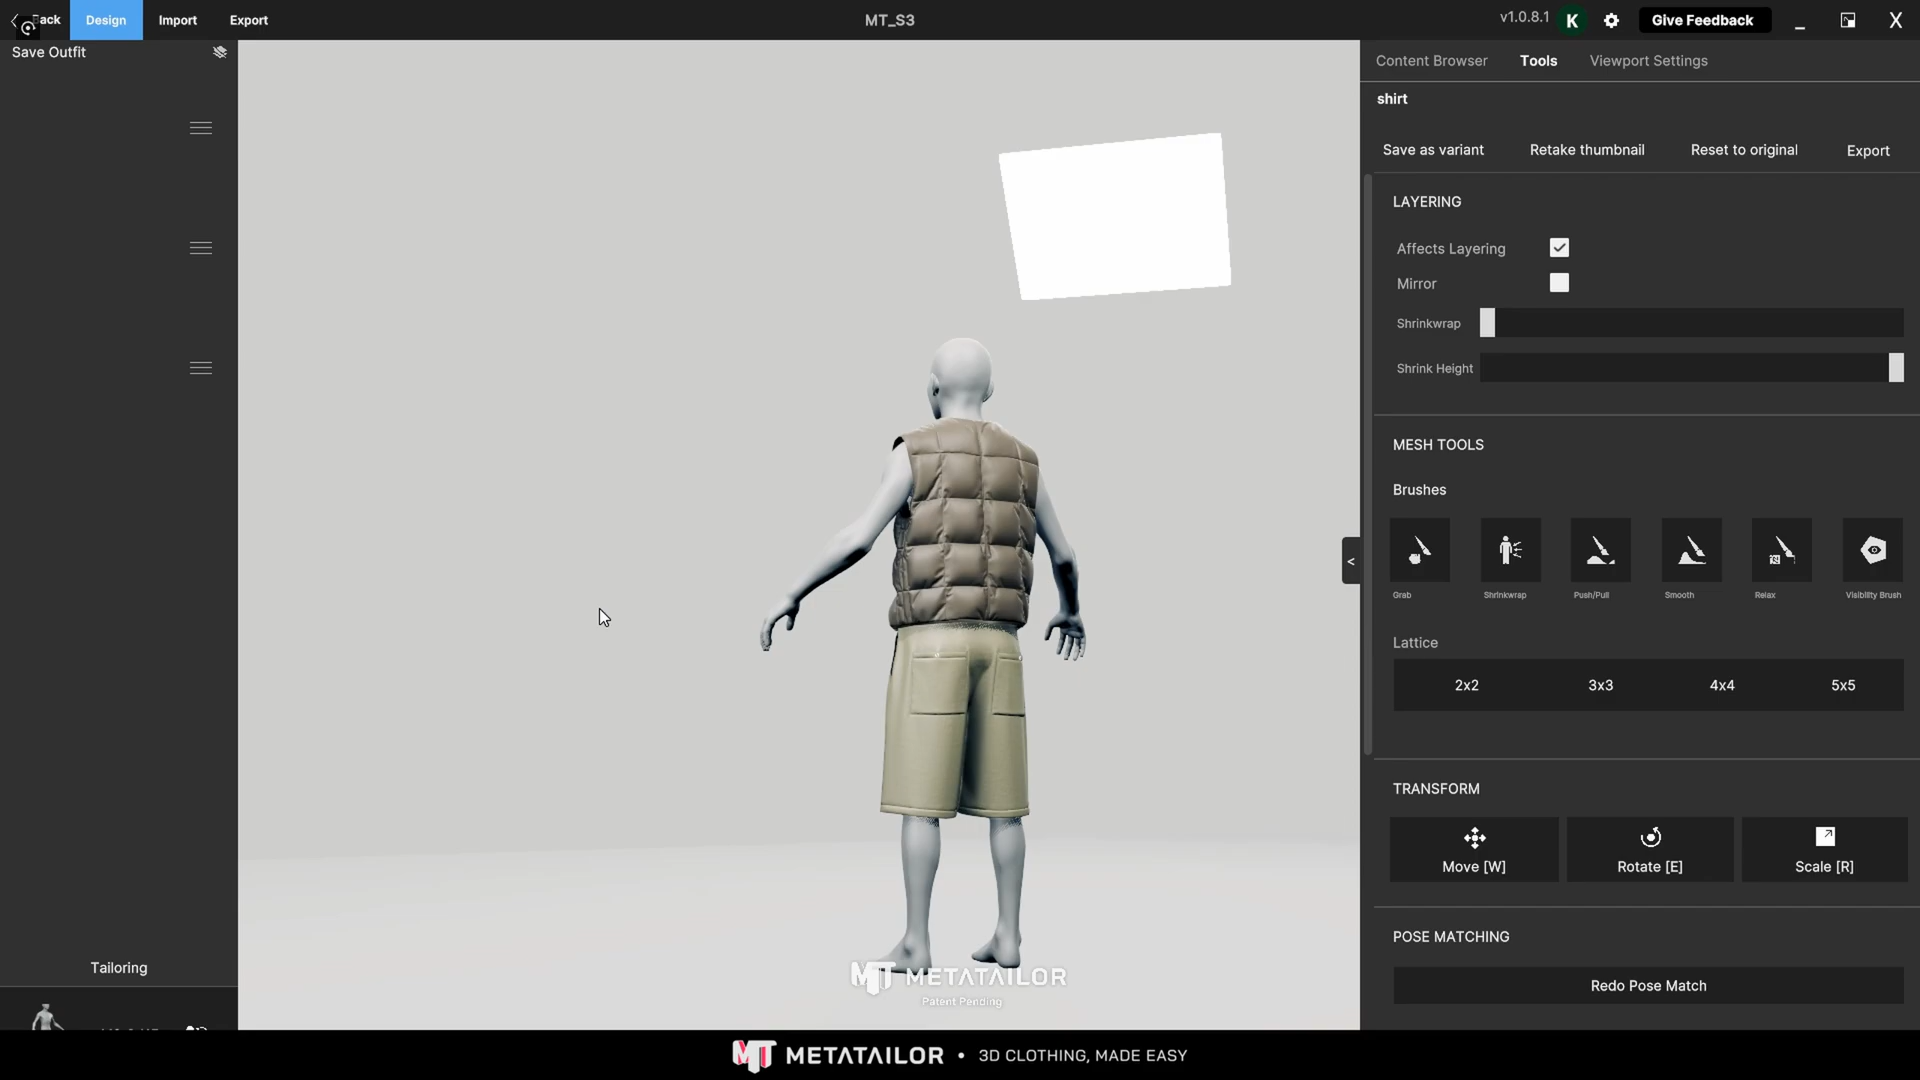 Back
Design
Import
Export
MT_S3
v1.0.8.1
K
Give Feedback
X
Save Outfit
Content Browser
Tools
Viewport Settings
shirt
Save as variant
Retake thumbnail
Reset to original
Export
LAYERING
Affects Layering
Mirror
Shrinkwrap
Shrink Height
MESH TOOLS
Brushes
Grab
Shrinkwrap
Push/Pull
Smooth
Relax
Visibility Brush
<
Lattice
2x2
3x3
4x4
5x5
TRANSFORM
Move [W]
Rotate [E]
Scale [R]
POSE MATCHING
Redo Pose Match
Tailoring
MT METATAILOR
Patent Pending
MT METATAILOR • 3D CLOTHING, MADE EASY